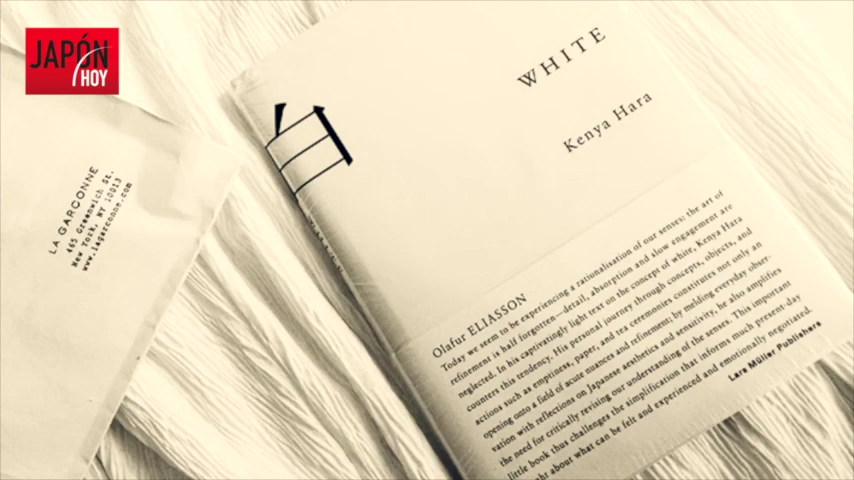 JAPÓN
HOY
LA GARCONNE
465 Greenwich St.
New York, NY 10013
www.lagarconne.com
白
WHITE
Kenya Hara
Olafur ELIASSON
Today we seem to be experiencing a rationalisation of our senses: the art of
refinement is half forgotten—detail, absorption and slow engagement are
neglected. In his captivatingly light text on the concept of white, Kenya Hara
counters this tendency. His personal journey through concepts, objects, and
actions such as emptiness, paper, and tea ceremonies constitutes not only an
opening onto a field of acute nuances and refinement; by melding everyday obser-
vation with reflections on Japanese aesthetics and sensitivity, he also amplifies
the need for critically revising our understanding of the senses. This important
little book thus challenges the simplification that informs much present-day
about what can be felt and experienced and emotionally negotiated.
Lars Müller Publishers